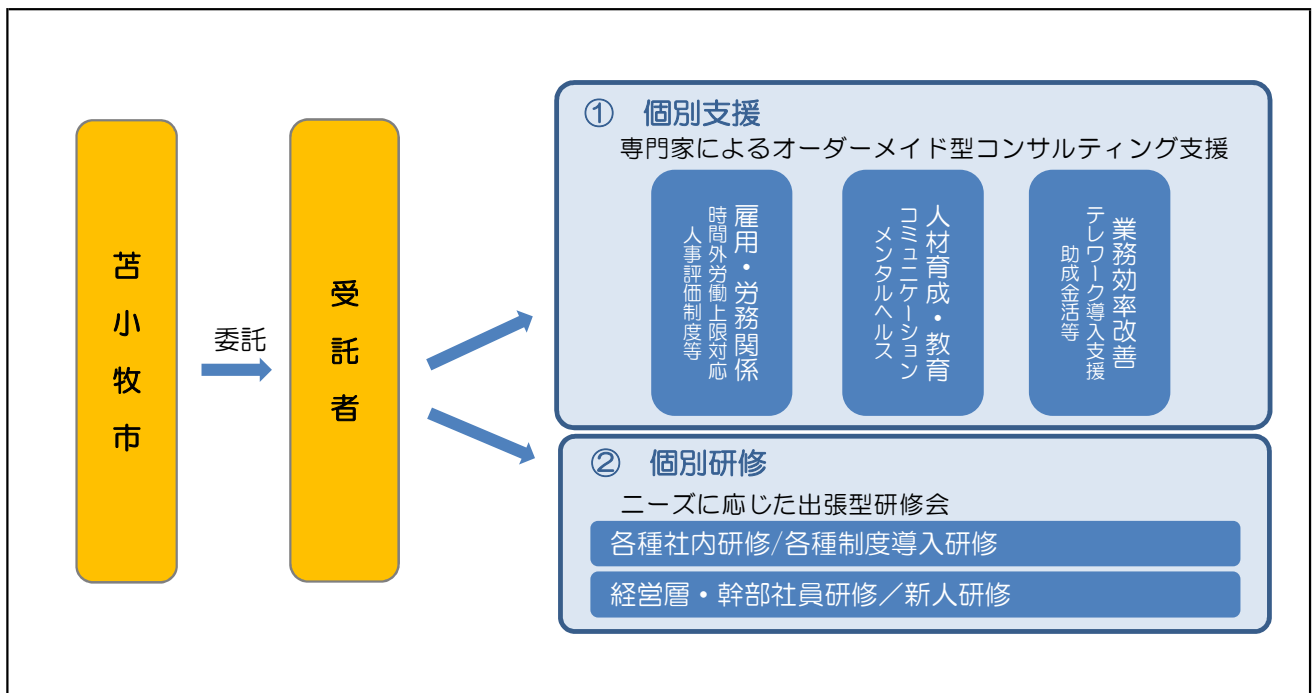 苫小牧市
委託
受託者
① 個別支援
専門家によるオーダーメイド型コンサルティング支援
雇用・労務関係
時間外労働上限対応
人事評価制度等
人材育成・教育
コミュニケーション
メンタルヘルス
業務効率改善
テレワーク導入支援
助成金活等
② 個別研修
ニーズに応じた出張型研修会
各種社内研修/各種制度導入研修
経営層・幹部社員研修／新人研修